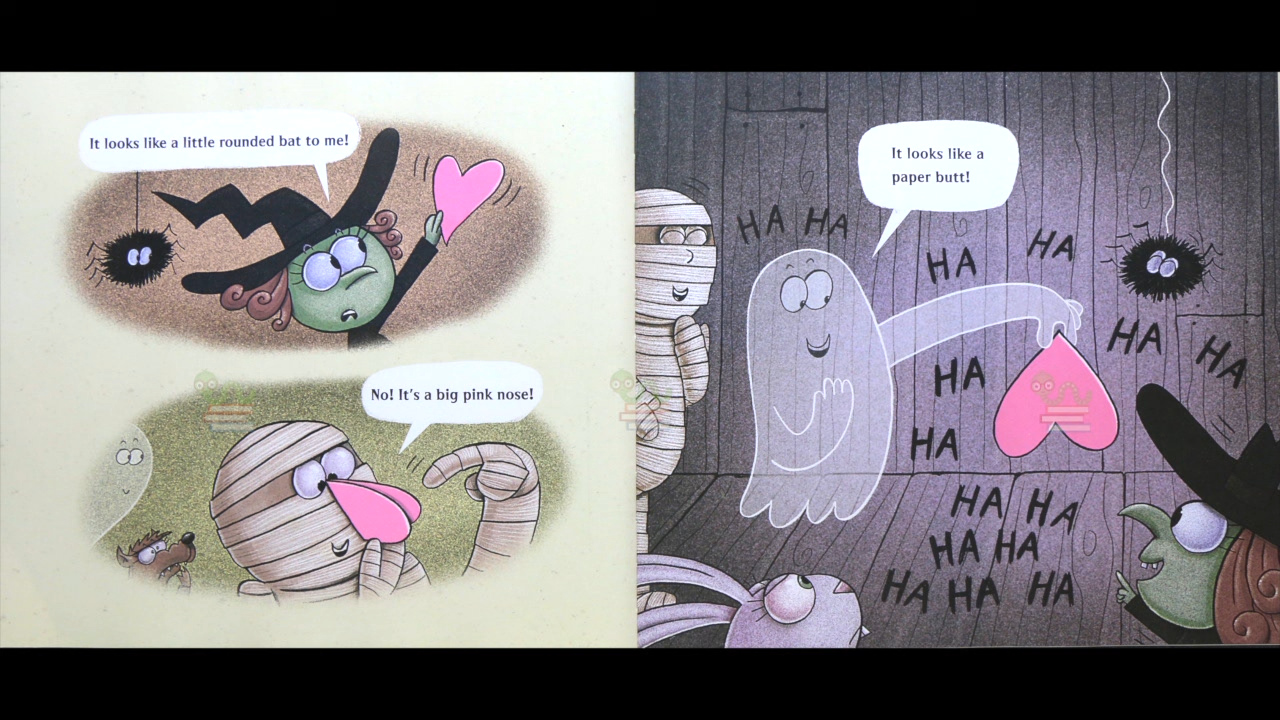 It looks like a little rounded bat to me!
No! It's a big pink nose!
It looks like a
paper butt!
HA HA
HA
HA
HA
HA
HA
HA
HA HA
HA HA
HA HA HA